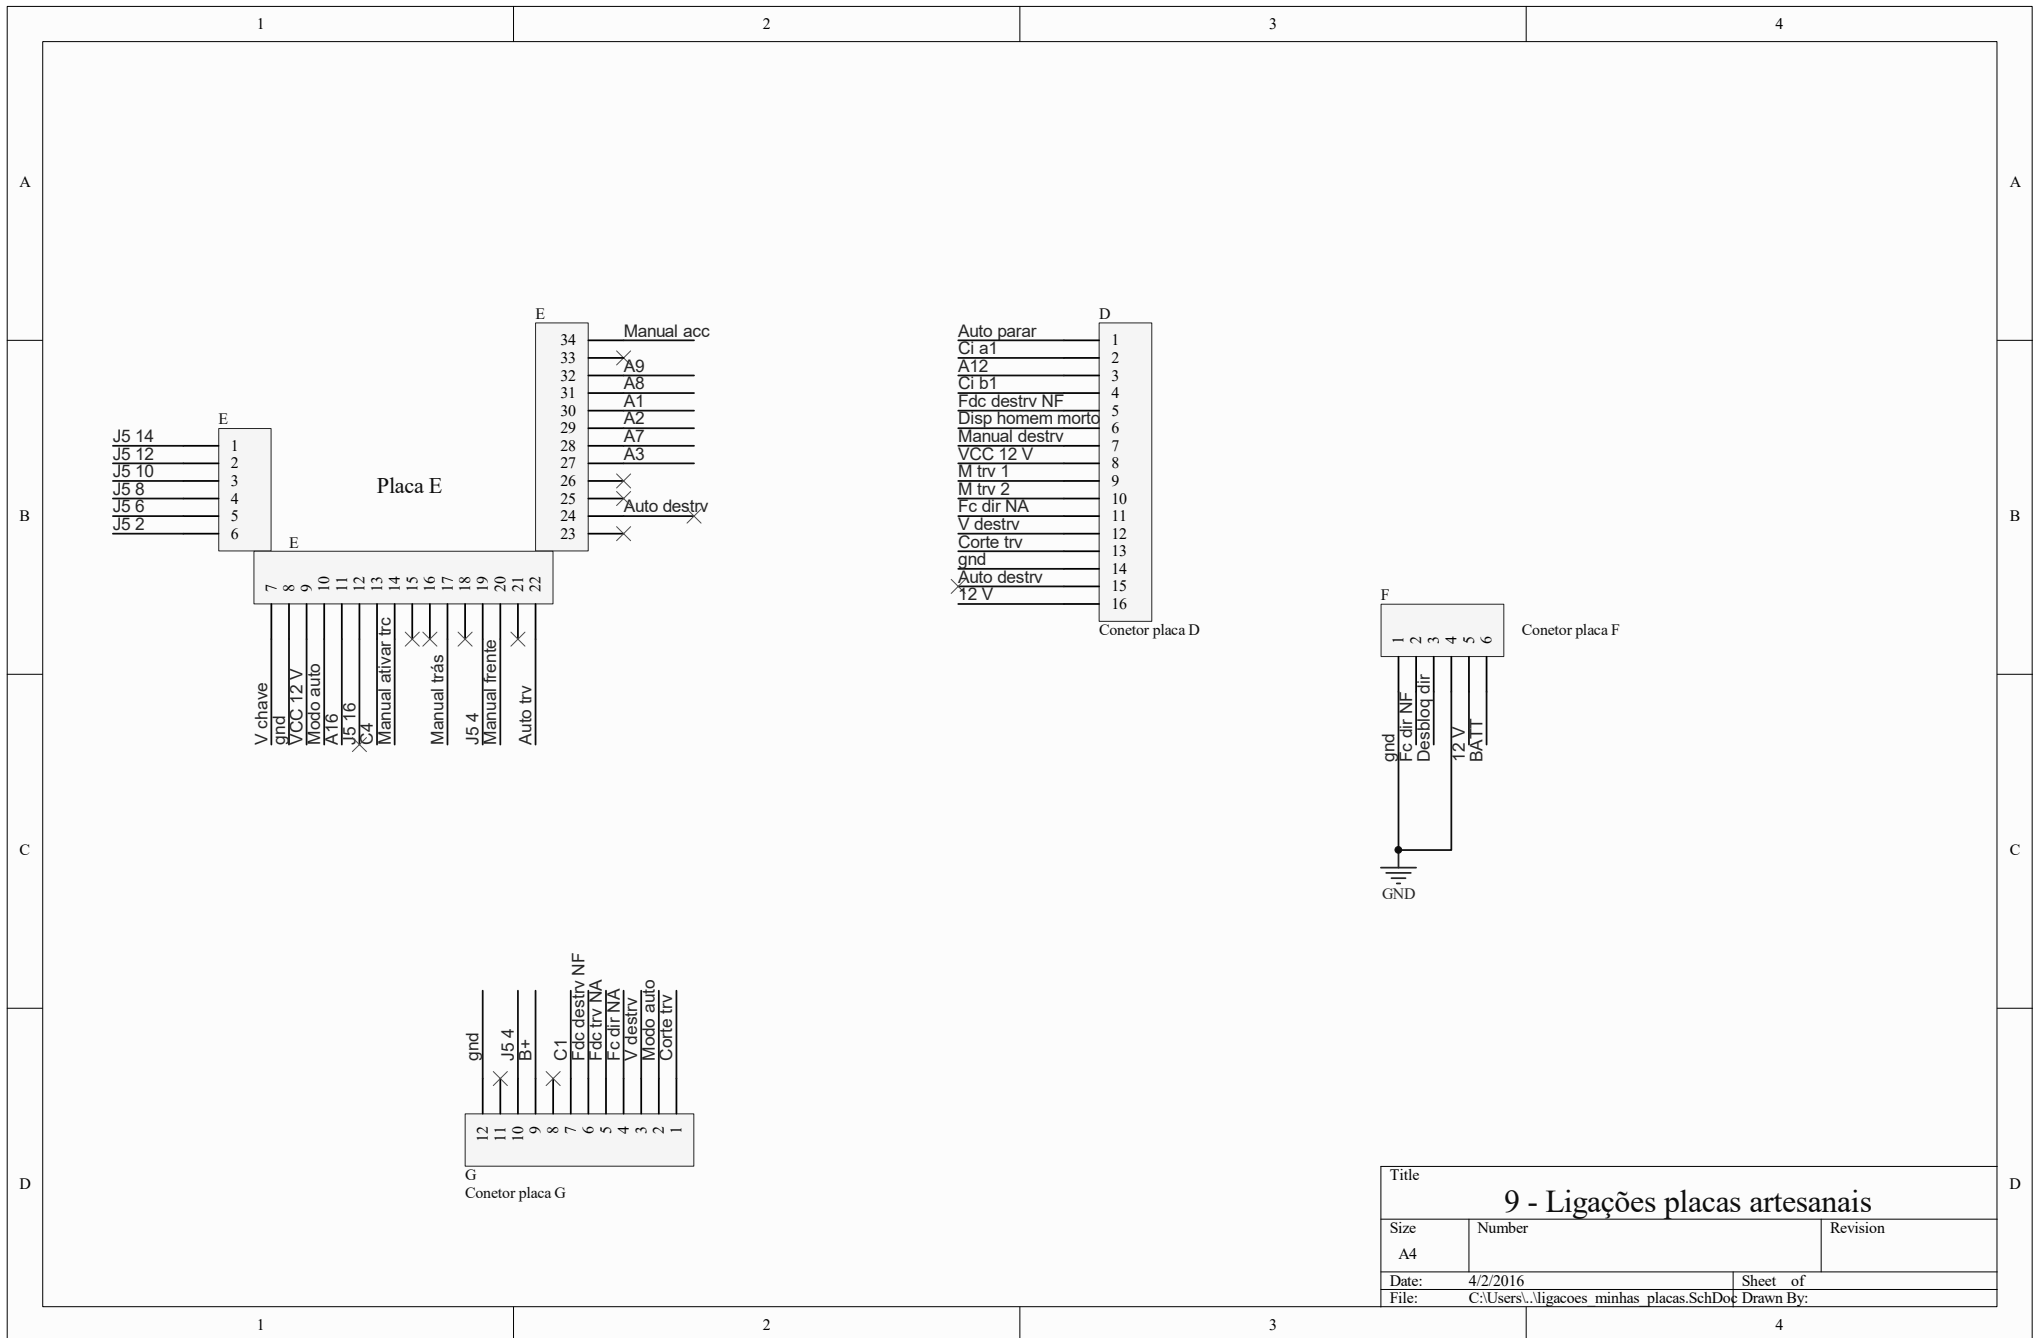 1 2 3 4
A A
B B
C C
D D
E
34 Manual acc
33
32 A9
31 A8
30 A1
29 A2
28 A7
27 A3
26
25
24 Auto destrv
23
E
J5 14 1
J5 12 2
J5 10 3
J5 8 4
J5 6 5
J5 2 6
Placa E
E
7 8 9 10 11 12 13 14 15 16 17 18 19 20 21 22
V chave
gnd
VCC 12 V
Modo auto
A16
J5 16
C4
Manual ativar trc
Manual trás
J5 4
Manual frente
Auto trv
D
Auto parar 1
Ci a1 2
A12 3
Ci b1 4
Fdc destrv NF 5
Disp homem morto 6
Manual destrv 7
VCC 12 V 8
M trv 1 9
M trv 2 10
Fc dir NA 11
V destrv 12
Corte trv 13
gnd 14
Auto destrv 15
12 V 16
Conetor placa D
F
1 2 3 4 5 6
Conetor placa F
gnd
Fc dir NF
Desbloq dir
12 V
BATT
GND
gnd
J5 4
B+
C1
Fdc destrv NF
Fdc trv NA
Fc dir NA
V destrv
Modo auto
Corte trv
12 11 10 9 8 7 6 5 4 3 2 1
G
Conetor placa G
Title
9 - Ligações placas artesanais
Size Number Revision
A4
Date: 4/2/2016 Sheet of
File: C:\Users\..\ligacoes_minhas_placas.SchDoc Drawn By:
1 2 3 4